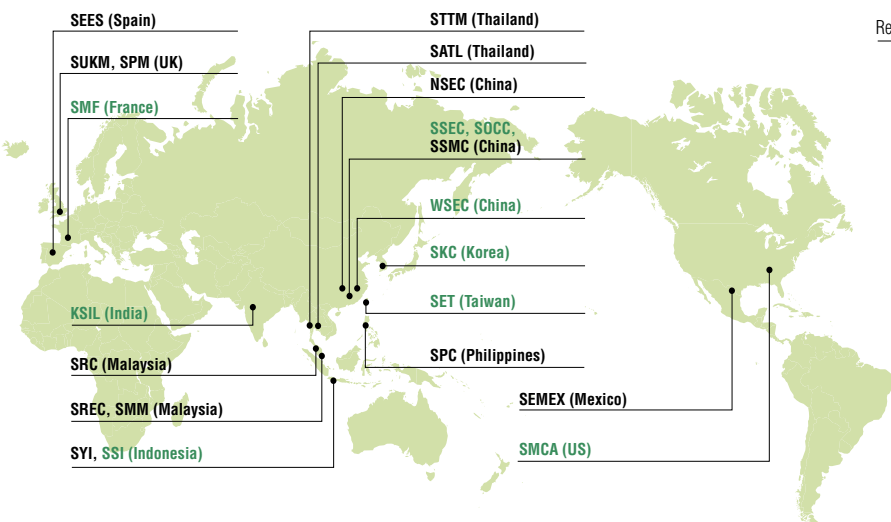 SEES (Spain)
SUKM, SPM (UK)
SMF (France)
KSIL (India)
SRC (Malaysia)
SREC, SMM (Malaysia)
SYI, SSI (Indonesia)
STTM (Thailand)
SATL (Thailand)
NSEC (China)
SSEC, SOCC,
SSMC (China)
WSEC (China)
SKC (Korea)
SET (Taiwan)
SPC (Philippines)
SEMEX (Mexico)
SMCA (US)
Re